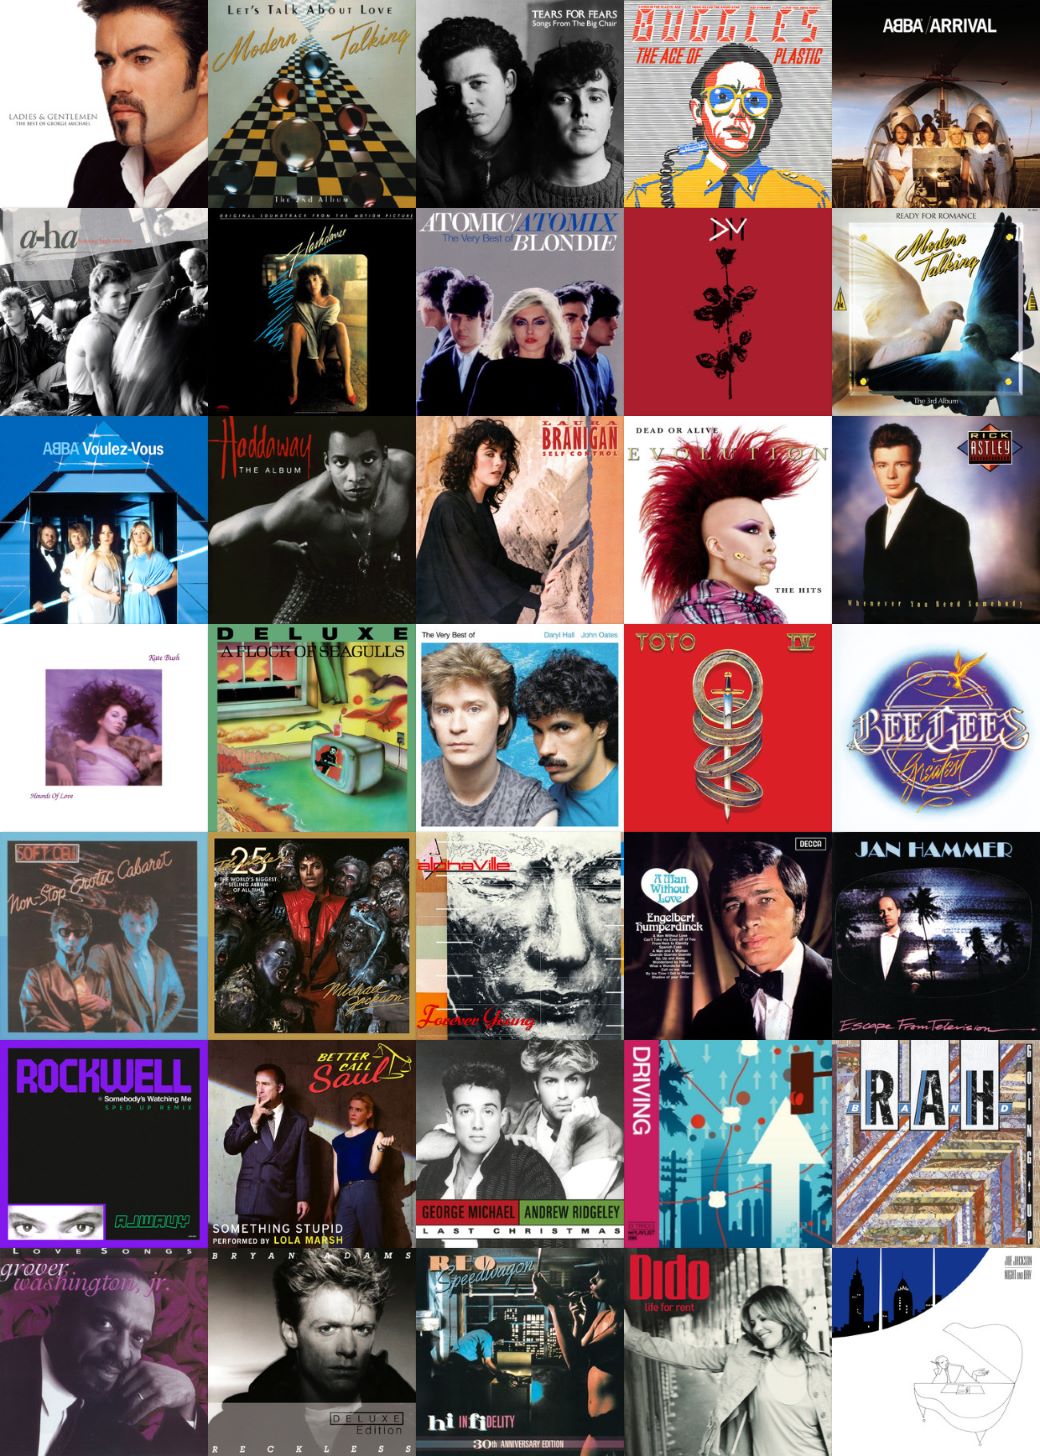 LADIES & GENTLEMEN
THE BEST OF GEORGE MICHAEL
Let's Talk About Love
Modern Talking
The 2nd Album
TEARS FOR FEARS
Songs From The Big Chair
BUGGLES
THE AGE OF PLASTIC
ABBA/ARRIVAL
a-ha
hunting high and low
ORIGINAL SOUNDTRACK FROM THE MOTION PICTURE
Flashdance
ATOMIC/ATOMIX
The Very Best of
BLONDIE
DM
READY FOR ROMANCE
Modern
Talking
The 3rd Album
ABBA Voulez-Vous
Haddaway
THE ALBUM
LAURA
BRANIGAN
SELF CONTROL
DEAD OR ALIVE
EVOLUTION
THE HITS
RICK
ASTLEY
Whenever You Need Somebody
Kate Bush
Hounds Of Love
DELUXE
A FLOCK OF SEAGULLS
The Very Best of Daryl Hall John Oates
TOTO IV
BEE GEES
Greatest
SOFT CELL
Non-Stop Erotic Cabaret
Thriller
25
THE WORLD'S BIGGEST
SELLING ALBUM
OF ALL TIME
Michael
Jackson
alphaville
Forever Young
DECCA
A Man
Without
Love
Engelbert
Humperdinck
JAN HAMMER
Escape From Television
ROCKWELL
Somebody's Watching Me
SPED UP REMIX
AJWAVY
BETTER
CALL
Saul
SOMETHING STUPID
PERFORMED BY LOLA MARSH
GEORGE MICHAEL ANDREW RIDGELEY
LAST CHRISTMAS
DRIVING
RAH
BAND
GOING UP
LOVE SONGS
grover
washington, jr.
BRYAN ADAMS
DELUXE
Edition
RECKLESS
REO
Speedwagon
hi INfiDELITY
30th ANNIVERSARY EDITION
Dido
life for rent
JOE JACKSON
NIGHT AND DAY